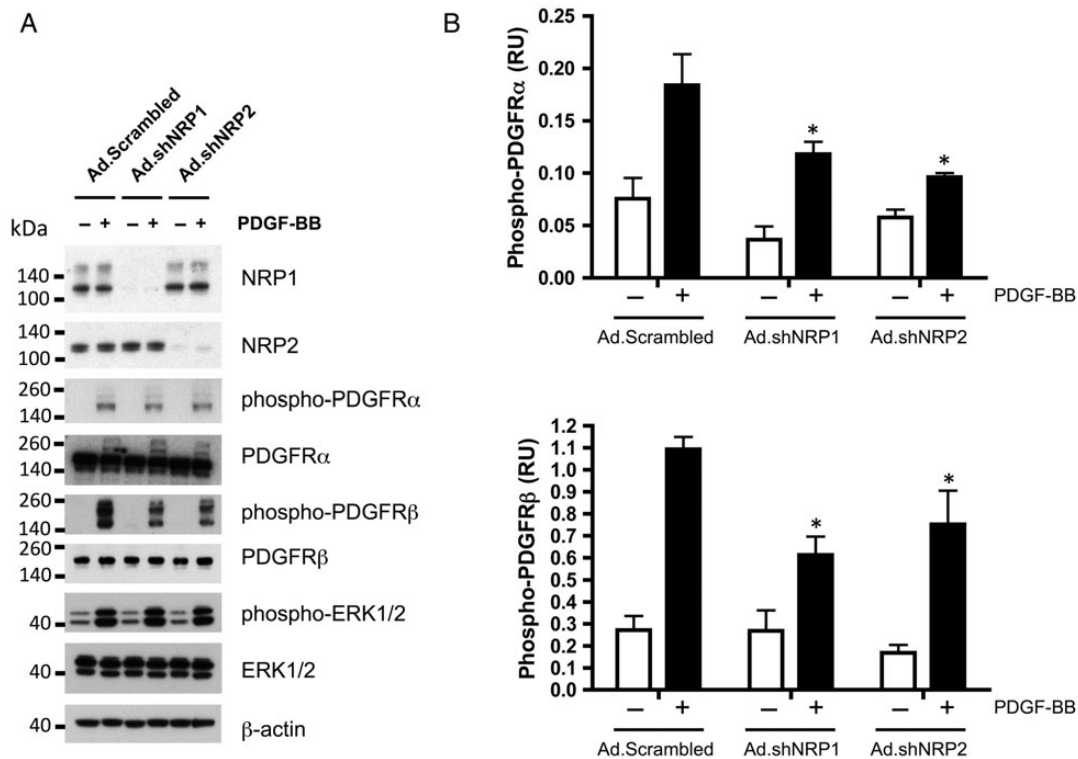 A
Ad.Scrambled
Ad.shNRP1
Ad.shNRP2
kDa – + – + – + PDGF-BB
140
100
NRP1
140
100
NRP2
260
140
phospho-PDGFRα
260
140
PDGFRα
260
140
phospho-PDGFRβ
260
140
PDGFRβ
40
phospho-ERK1/2
40
ERK1/2
40
β-actin
B
Phospho-PDGFRα (RU)
0.25
0.20
0.15
0.10
0.05
0.00
* *
– + – + – + PDGF-BB
Ad.Scrambled Ad.shNRP1 Ad.shNRP2
Phospho-PDGFRβ (RU)
1.2
1.1
1.0
0.9
0.8
0.7
0.6
0.5
0.4
0.3
0.2
0.1
0.0
* *
– + – + – + PDGF-BB
Ad.Scrambled Ad.shNRP1 Ad.shNRP2